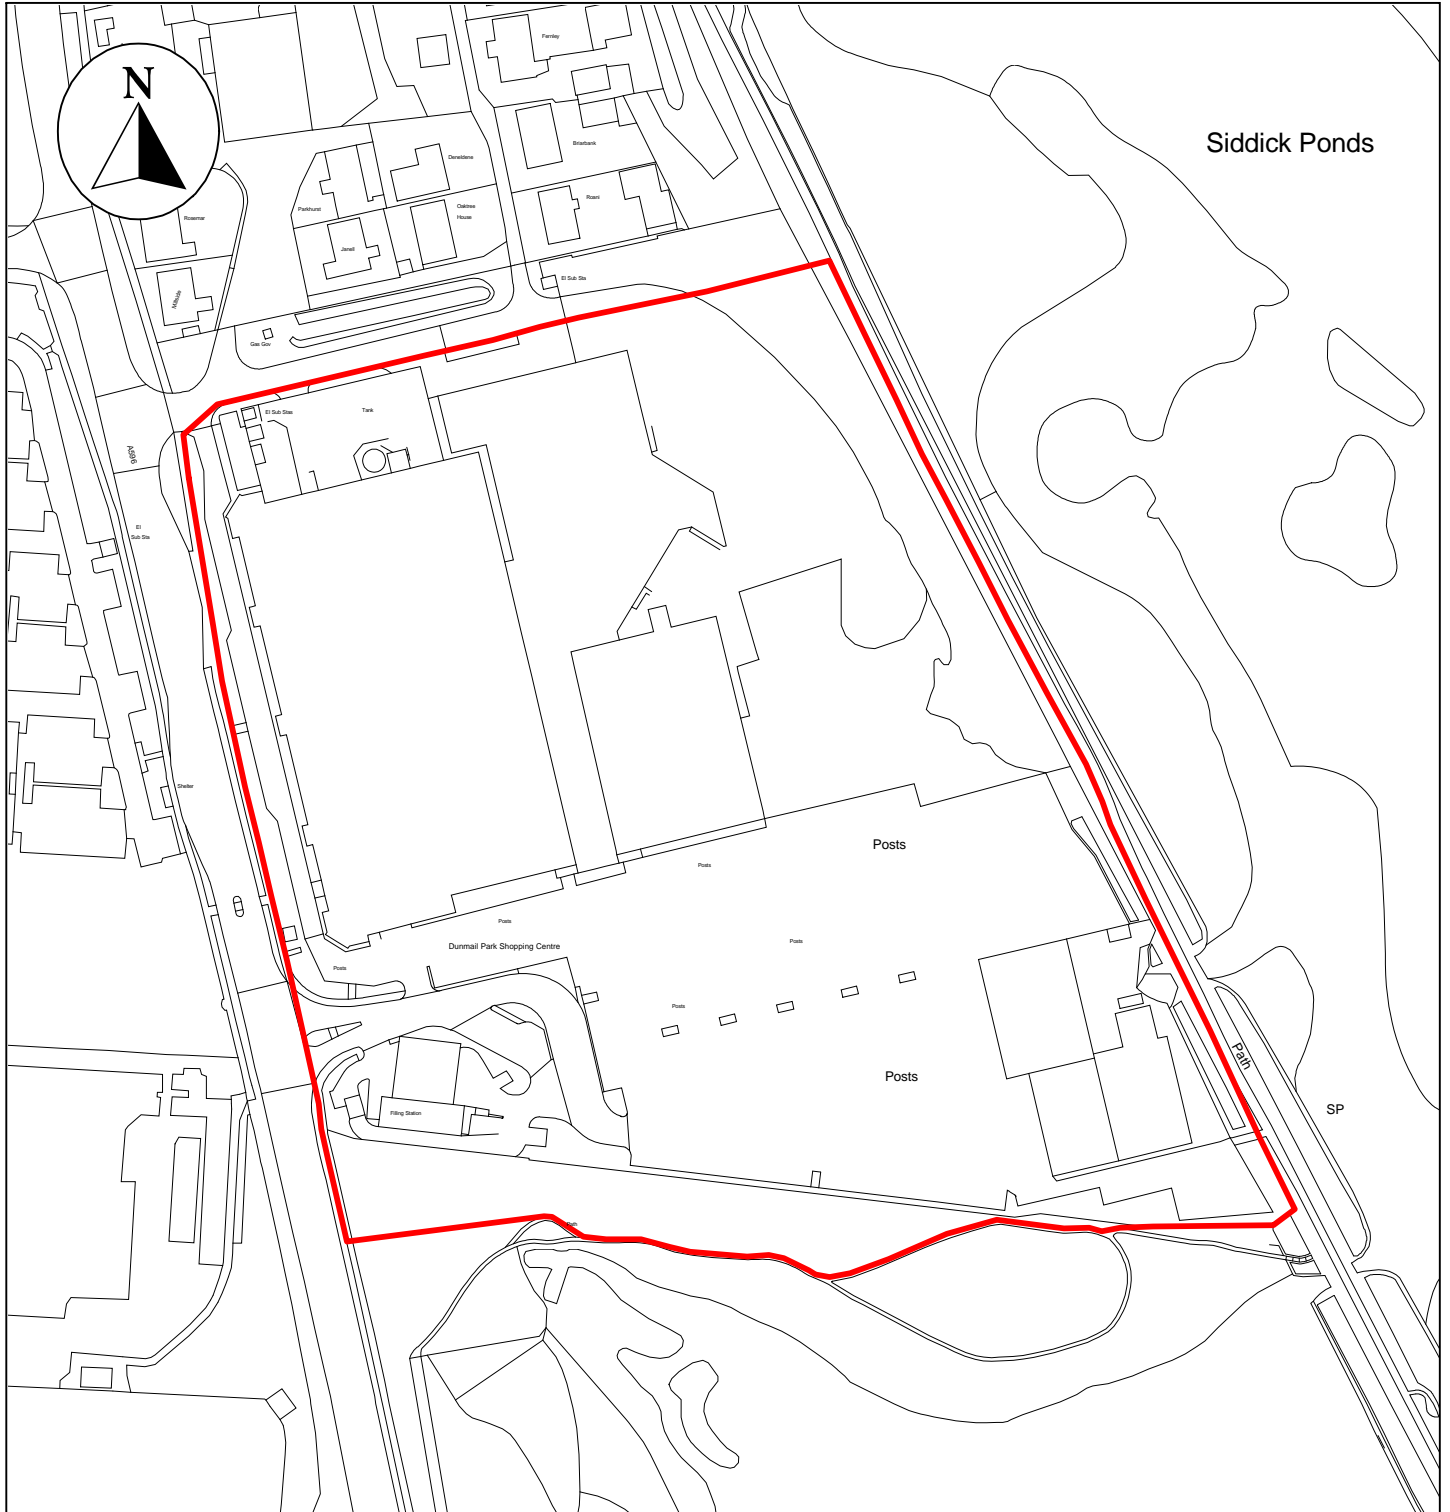 Fernley
N
Siddick Ponds
Briarbank
Deneldene
Rosni
Parkhurst
Oaktree
House
Rosemar
Janell
El Sub Sta
Millside
Gas Gov
El Sub Stas
Tank
A596
El
Sub Sta
Shelter
Posts
Posts
Posts
Dunmail Park Shopping Centre
Posts
Posts
Posts
Path
Posts
Filling Station
SP
Path